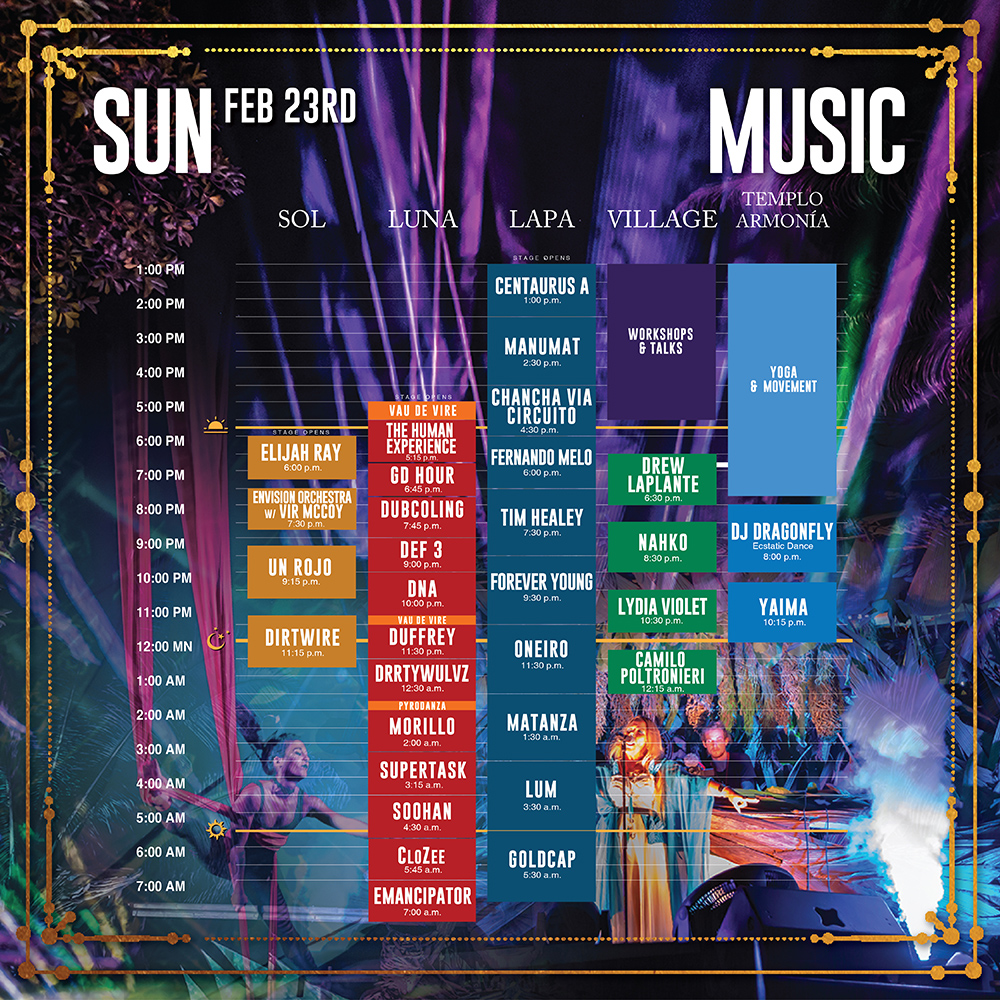 SUN FEB 23RD
MUSIC
SOL
LUNA
LAPA
VILLAGE
TEMPLO
ARMONÍA
1:00 PM
2:00 PM
3:00 PM
4:00 PM
5:00 PM
6:00 PM
7:00 PM
8:00 PM
9:00 PM
10:00 PM
11:00 PM
12:00 MN
1:00 AM
2:00 AM
3:00 AM
4:00 AM
5:00 AM
6:00 AM
7:00 AM
STAGE OPENS
ELIJAH RAY
6:00 p.m.
ENVISION ORCHESTRA
W/ VIR MCCOY
7:30 p.m.
UN ROJO
9:15 p.m.
DIRTWIRE
11:15 p.m.
STAGE OPENS
VAU DE VIRE
THE HUMAN
EXPERIENCE
5:15 p.m.
GD HOUR
6:45 p.m.
DUBCOLING
7:45 p.m.
DEF 3
9:00 p.m.
DNA
10:00 p.m.
VAU DE VIRE
DUFFREY
11:30 p.m.
DRRTYWULVZ
12:30 a.m.
PYRODANZA
MORILLO
2:00 a.m.
SUPERTASK
3:15 a.m.
SOOHAN
4:30 a.m.
CLOZEE
5:45 a.m.
EMANCIPATOR
7:00 a.m.
STAGE OPENS
CENTAURUS A
1:00 p.m.
MANUMAT
2:30 p.m.
CHANCHA VIA
CIRCUITO
4:30 p.m.
FERNANDO MELO
6:00 p.m.
TIM HEALEY
7:30 p.m.
FOREVER YOUNG
9:30 p.m.
ONEIRO
11:30 p.m.
MATANZA
1:30 a.m.
LUM
3:30 a.m.
GOLDCAP
5:30 a.m.
WORKSHOPS
& TALKS
DREW
LAPLANTE
6:30 p.m.
NAHKO
8:30 p.m.
LYDIA VIOLET
10:30 p.m.
CAMILO
POLTRONIERI
12:15 a.m.
YOGA
& MOVEMENT
DJ DRAGONFLY
Ecstatic Dance
8:00 p.m.
YAIMA
10:15 p.m.